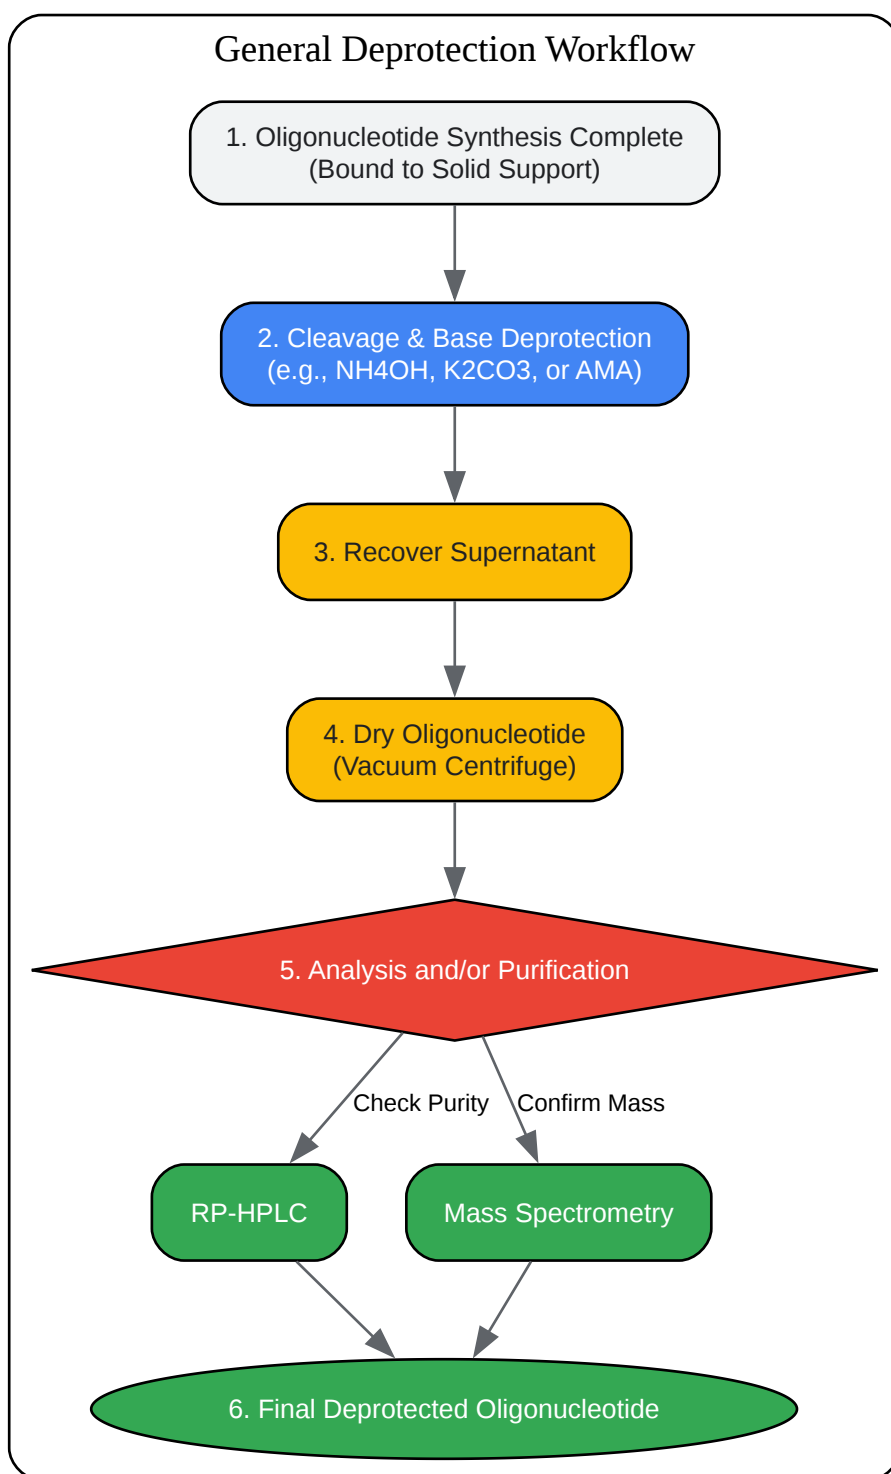 General Deprotection Workflow
1. Oligonucleotide Synthesis Complete
(Bound to Solid Support)
2. Cleavage & Base Deprotection
(e.g., NH4OH, K2CO3, or AMA)
3. Recover Supernatant
4. Dry Oligonucleotide
(Vacuum Centrifuge)
5. Analysis and/or Purification
Check Purity
Confirm Mass
RP-HPLC
Mass Spectrometry
6. Final Deprotected Oligonucleotide